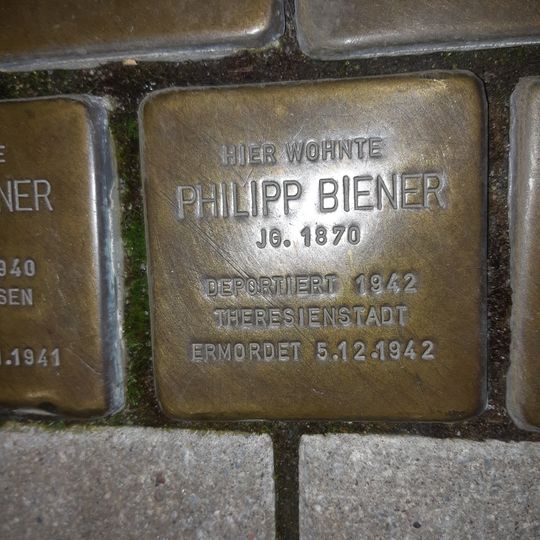 HIER WOHNTE
PHILIPP BIENER
JG. 1870
DEPORTIERT 1942
THERESIENSTADT
ERMORDET 5.12.1942